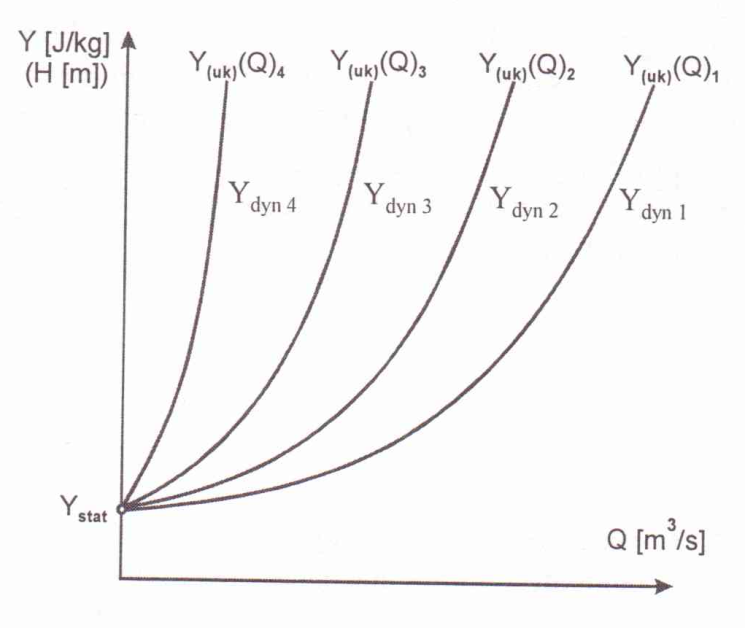 Y [J/kg]
(H [m])
Y(uk)(Q)4
Y(uk)(Q)3
Y(uk)(Q)2
Y(uk)(Q)1
Ydyn 4
Ydyn 3
Ydyn 2
Ydyn 1
Ystat
Q [m³/s]